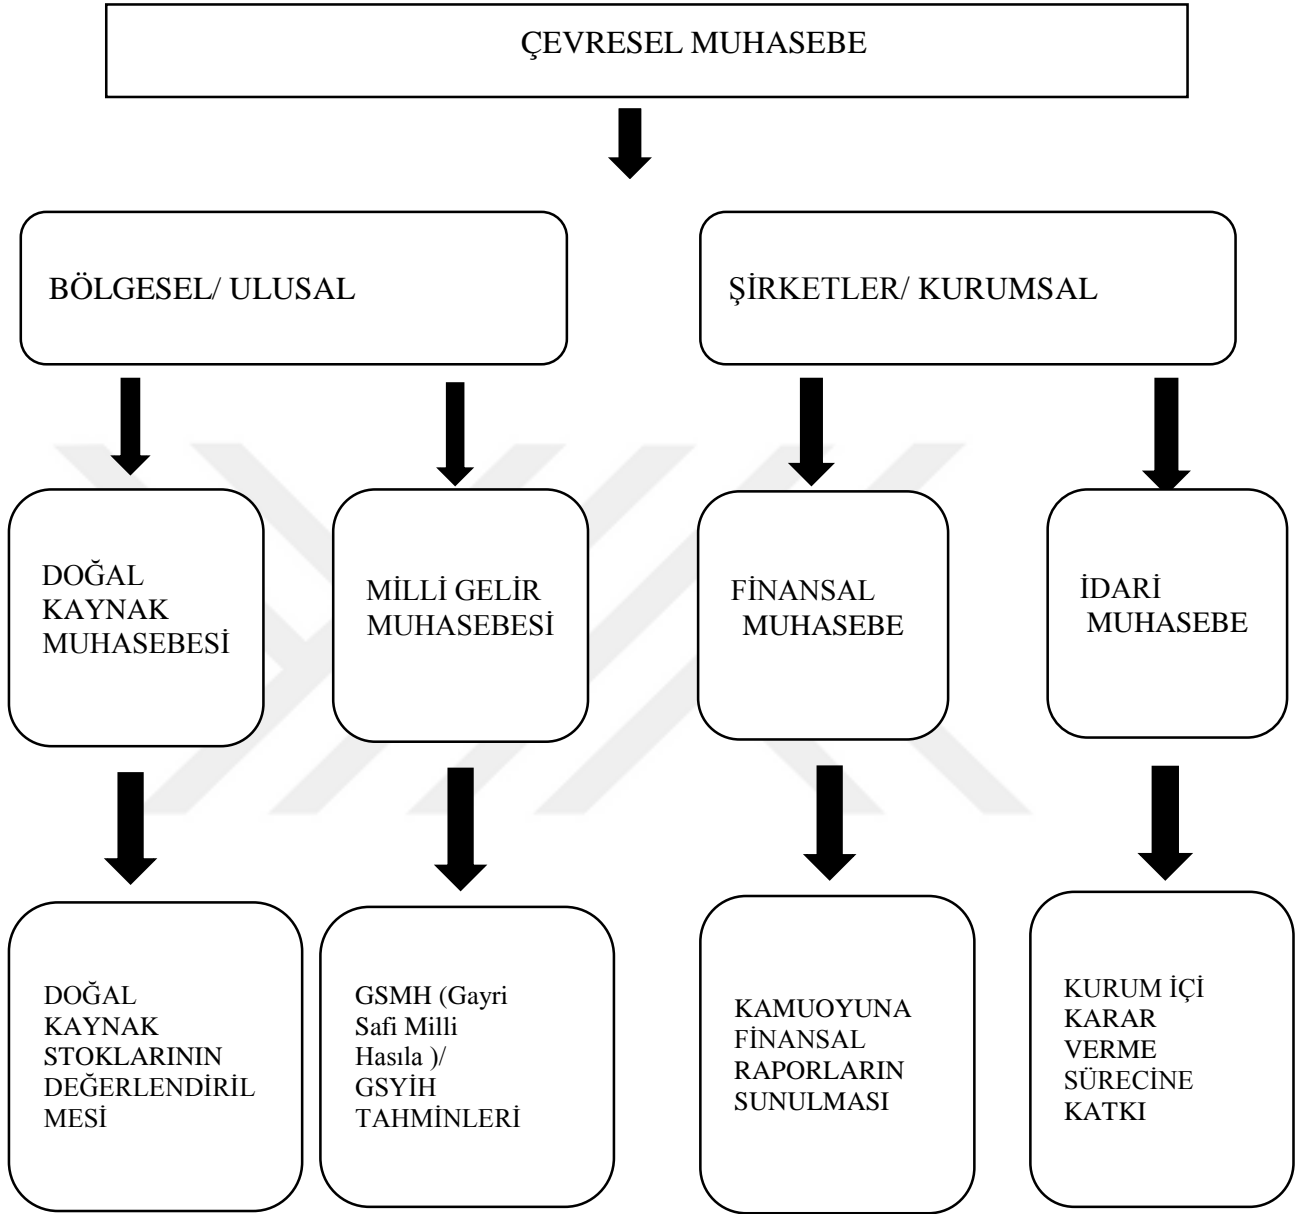 ÇEVRESEL MUHASEBE
BÖLGESEL/ ULUSAL
ŞİRKETLER/ KURUMSAL
DOĞAL
KAYNAK
MUHASEBESİ
MİLLİ GELİR
MUHASEBESİ
FİNANSAL
MUHASEBE
İDARİ
MUHASEBE
DOĞAL
KAYNAK
STOKLARININ
DEĞERLENDİRİL
MESİ
GSMH (Gayri
Safi Milli
Hasıla )/
GSYİH
TAHMİNLERİ
KAMUOYUNA
FİNANSAL
RAPORLARIN
SUNULMASI
KURUM İÇİ
KARAR
VERME
SÜRECİNE
KATKI